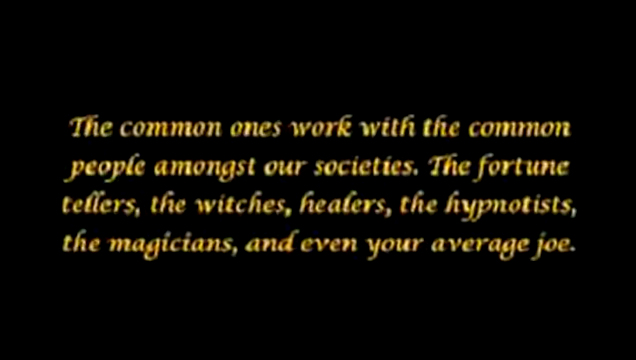 The common ones work with the common
people amongst our societies. The fortune
tellers, the witches, healers, the hypnotists,
the magicians, and even your average joe.